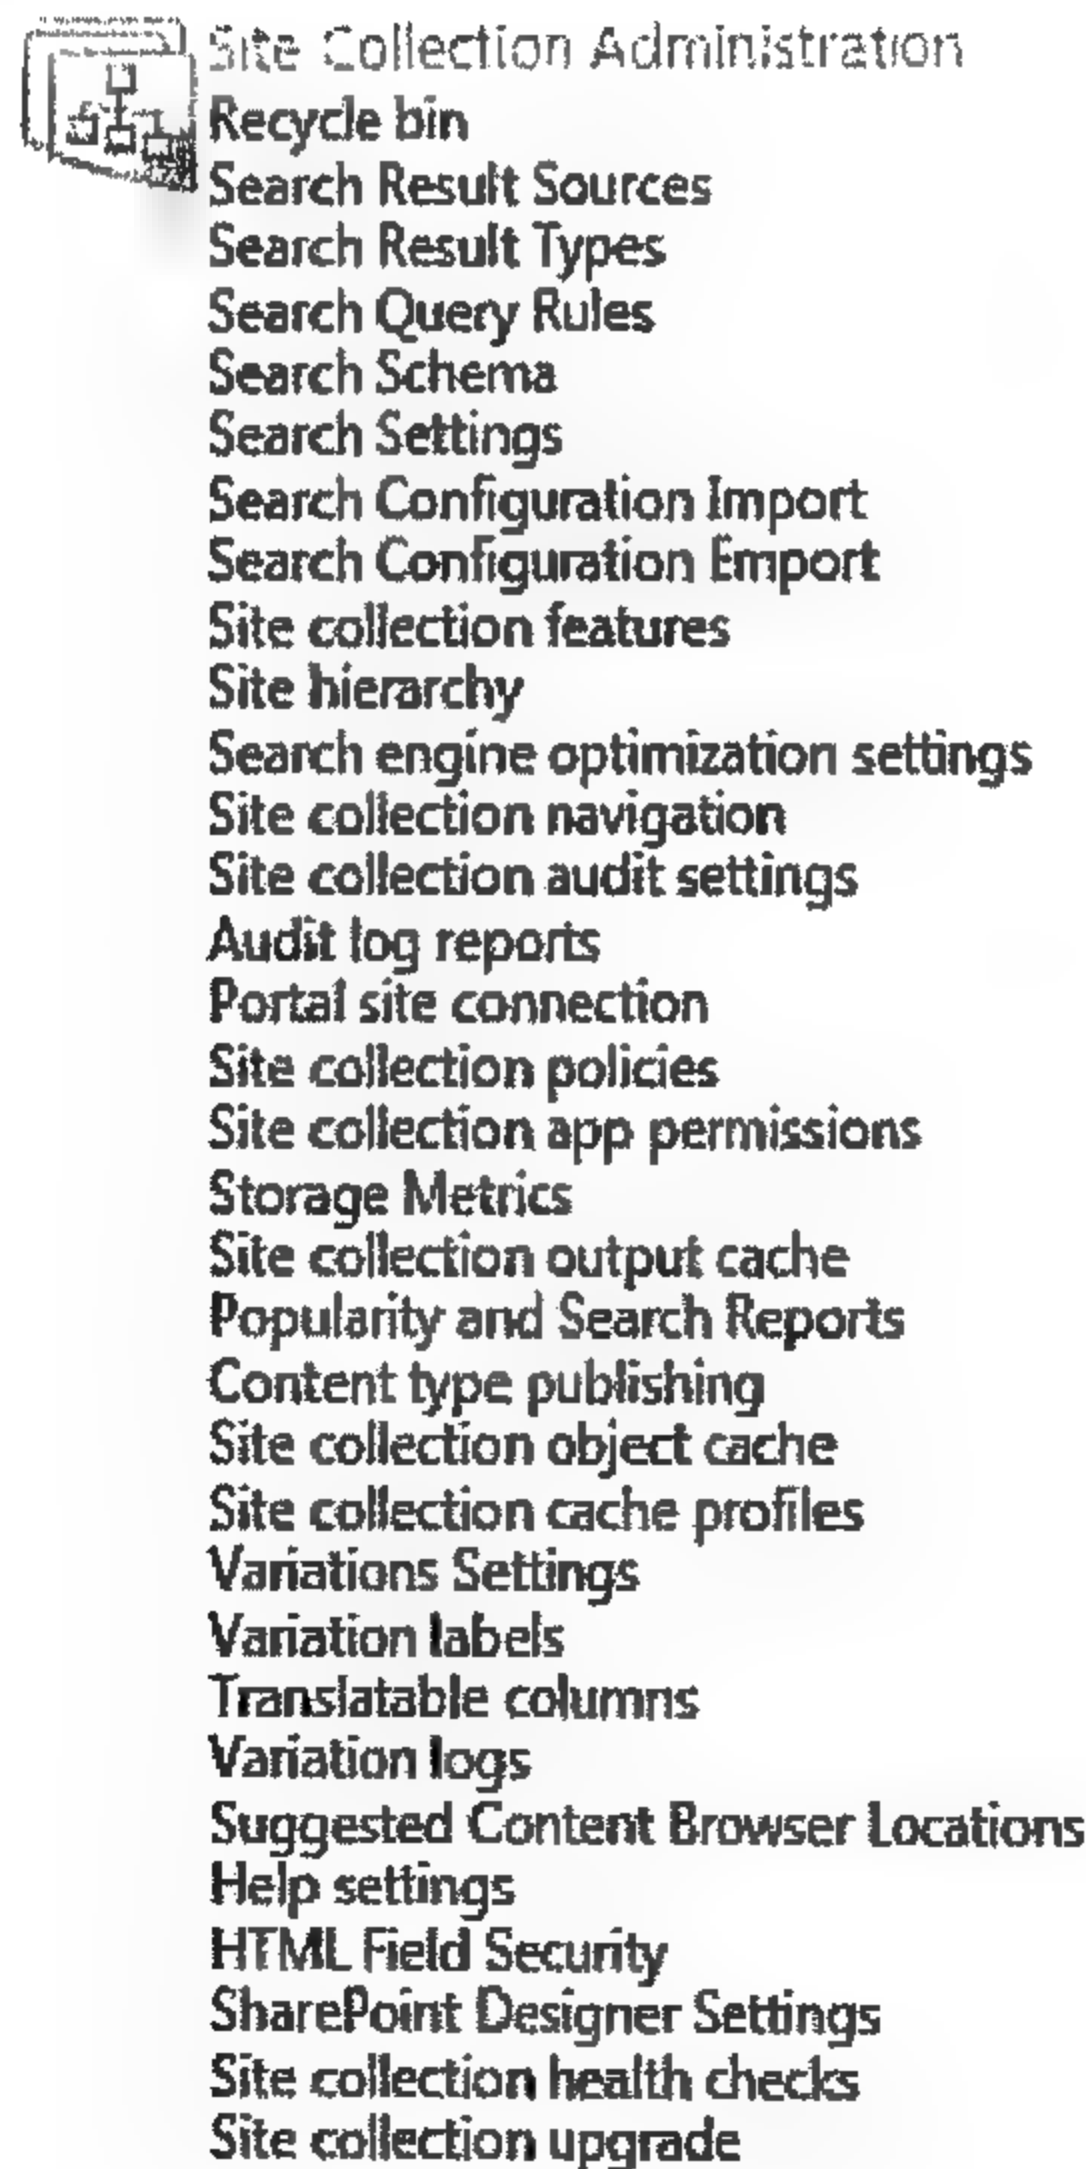 Site Collection Administration
Recycle bin
Search Result Sources
Search Result Types
Search Query Rules
Search Schema
Search Settings
Search Configuration Import
Search Configuration Emport
Site collection features
Site hierarchy
Search engine optimization settings
Site collection navigation
Site collection audit settings
Audit log reports
Portal site connection
Site collection policies
Site collection app permissions
Storage Metrics
Site collection output cache
Popularity and Search Reports
Content type publishing
Site collection object cache
Site collection cache profiles
Variations Settings
Variation labels
Translatable columns
Variation logs
Suggested Content Browser Locations
Help settings
HTML Field Security
SharePoint Designer Settings
Site collection health checks
Site collection upgrade